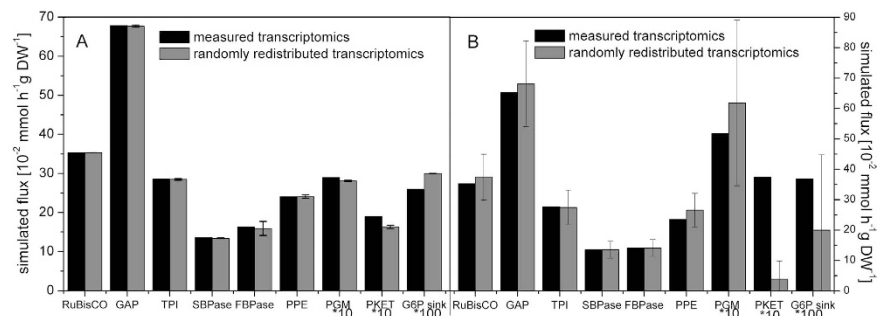 simulated flux [10⁻² mmol h⁻¹g DW⁻¹]
70
60
50
40
30
20
10
0
A
measured transcriptomics
randomly redistributed transcriptomics
RuBisCO GAP TPI SBPase FBPase PPE PGM PKET G6P sink
*10 *10 *100
B
measured transcriptomics
randomly redistributed transcriptomics
RuBisCO GAP TPI SBPase FBPase PPE PGM PKET G6P sink
*10 *10 *100
90
80
70
60
50
40
30
20
10
0
simulated flux [10⁻² mmol h⁻¹g DW⁻¹]